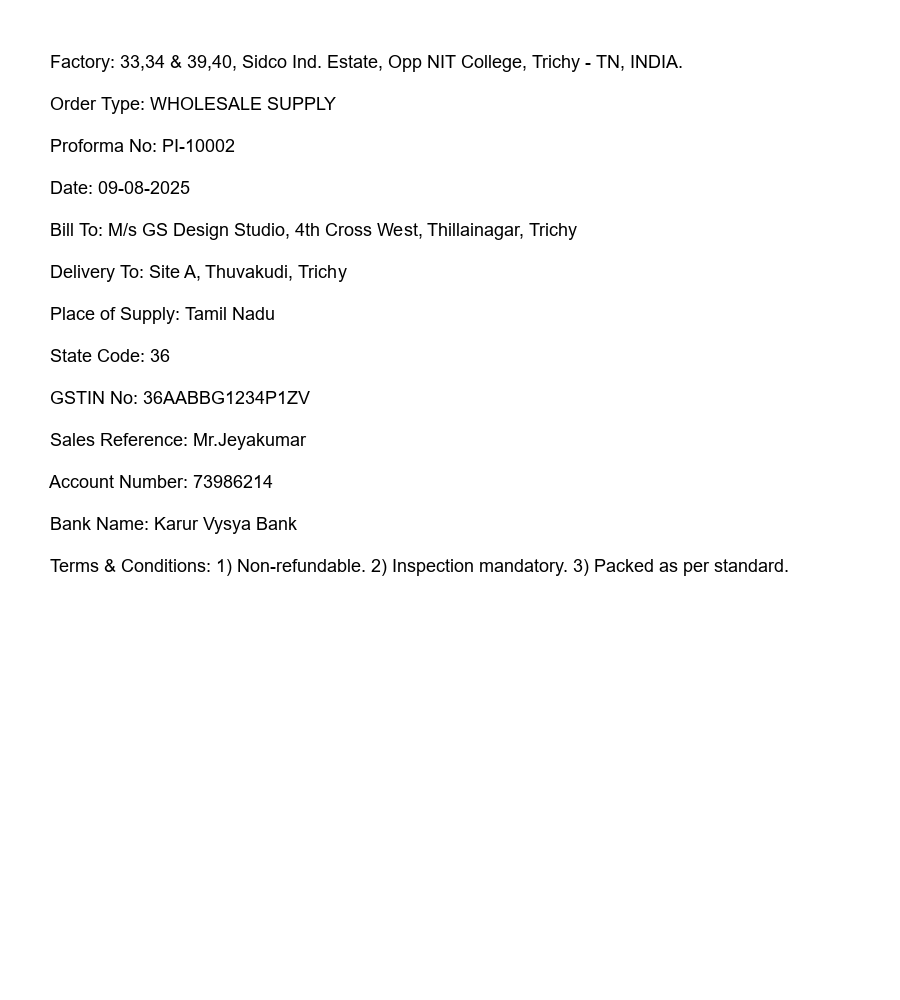 Factory: 33,34 & 39,40, Sidco Ind. Estate, Opp NIT College, Trichy - TN, INDIA.
Order Type: WHOLESALE SUPPLY
Proforma No: PI-10002
Date: 09-08-2025
Bill To: M/s GS Design Studio, 4th Cross West, Thillainagar, Trichy
Delivery To: Site A, Thuvakudi, Trichy
Place of Supply: Tamil Nadu
State Code: 36
GSTIN No: 36AABBG1234P1ZV
Sales Reference: Mr.Jeyakumar
Account Number: 73986214
Bank Name: Karur Vysya Bank
Terms & Conditions: 1) Non-refundable. 2) Inspection mandatory. 3) Packed as per standard.